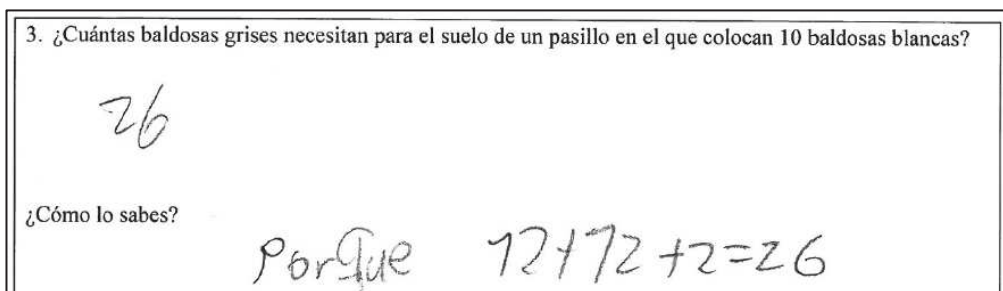 3. ¿Cuántas baldosas grises necesitan para el suelo de un pasillo en el que colocan 10 baldosas blancas?
26
¿Cómo lo sabes?
Porque 12+12+2=26